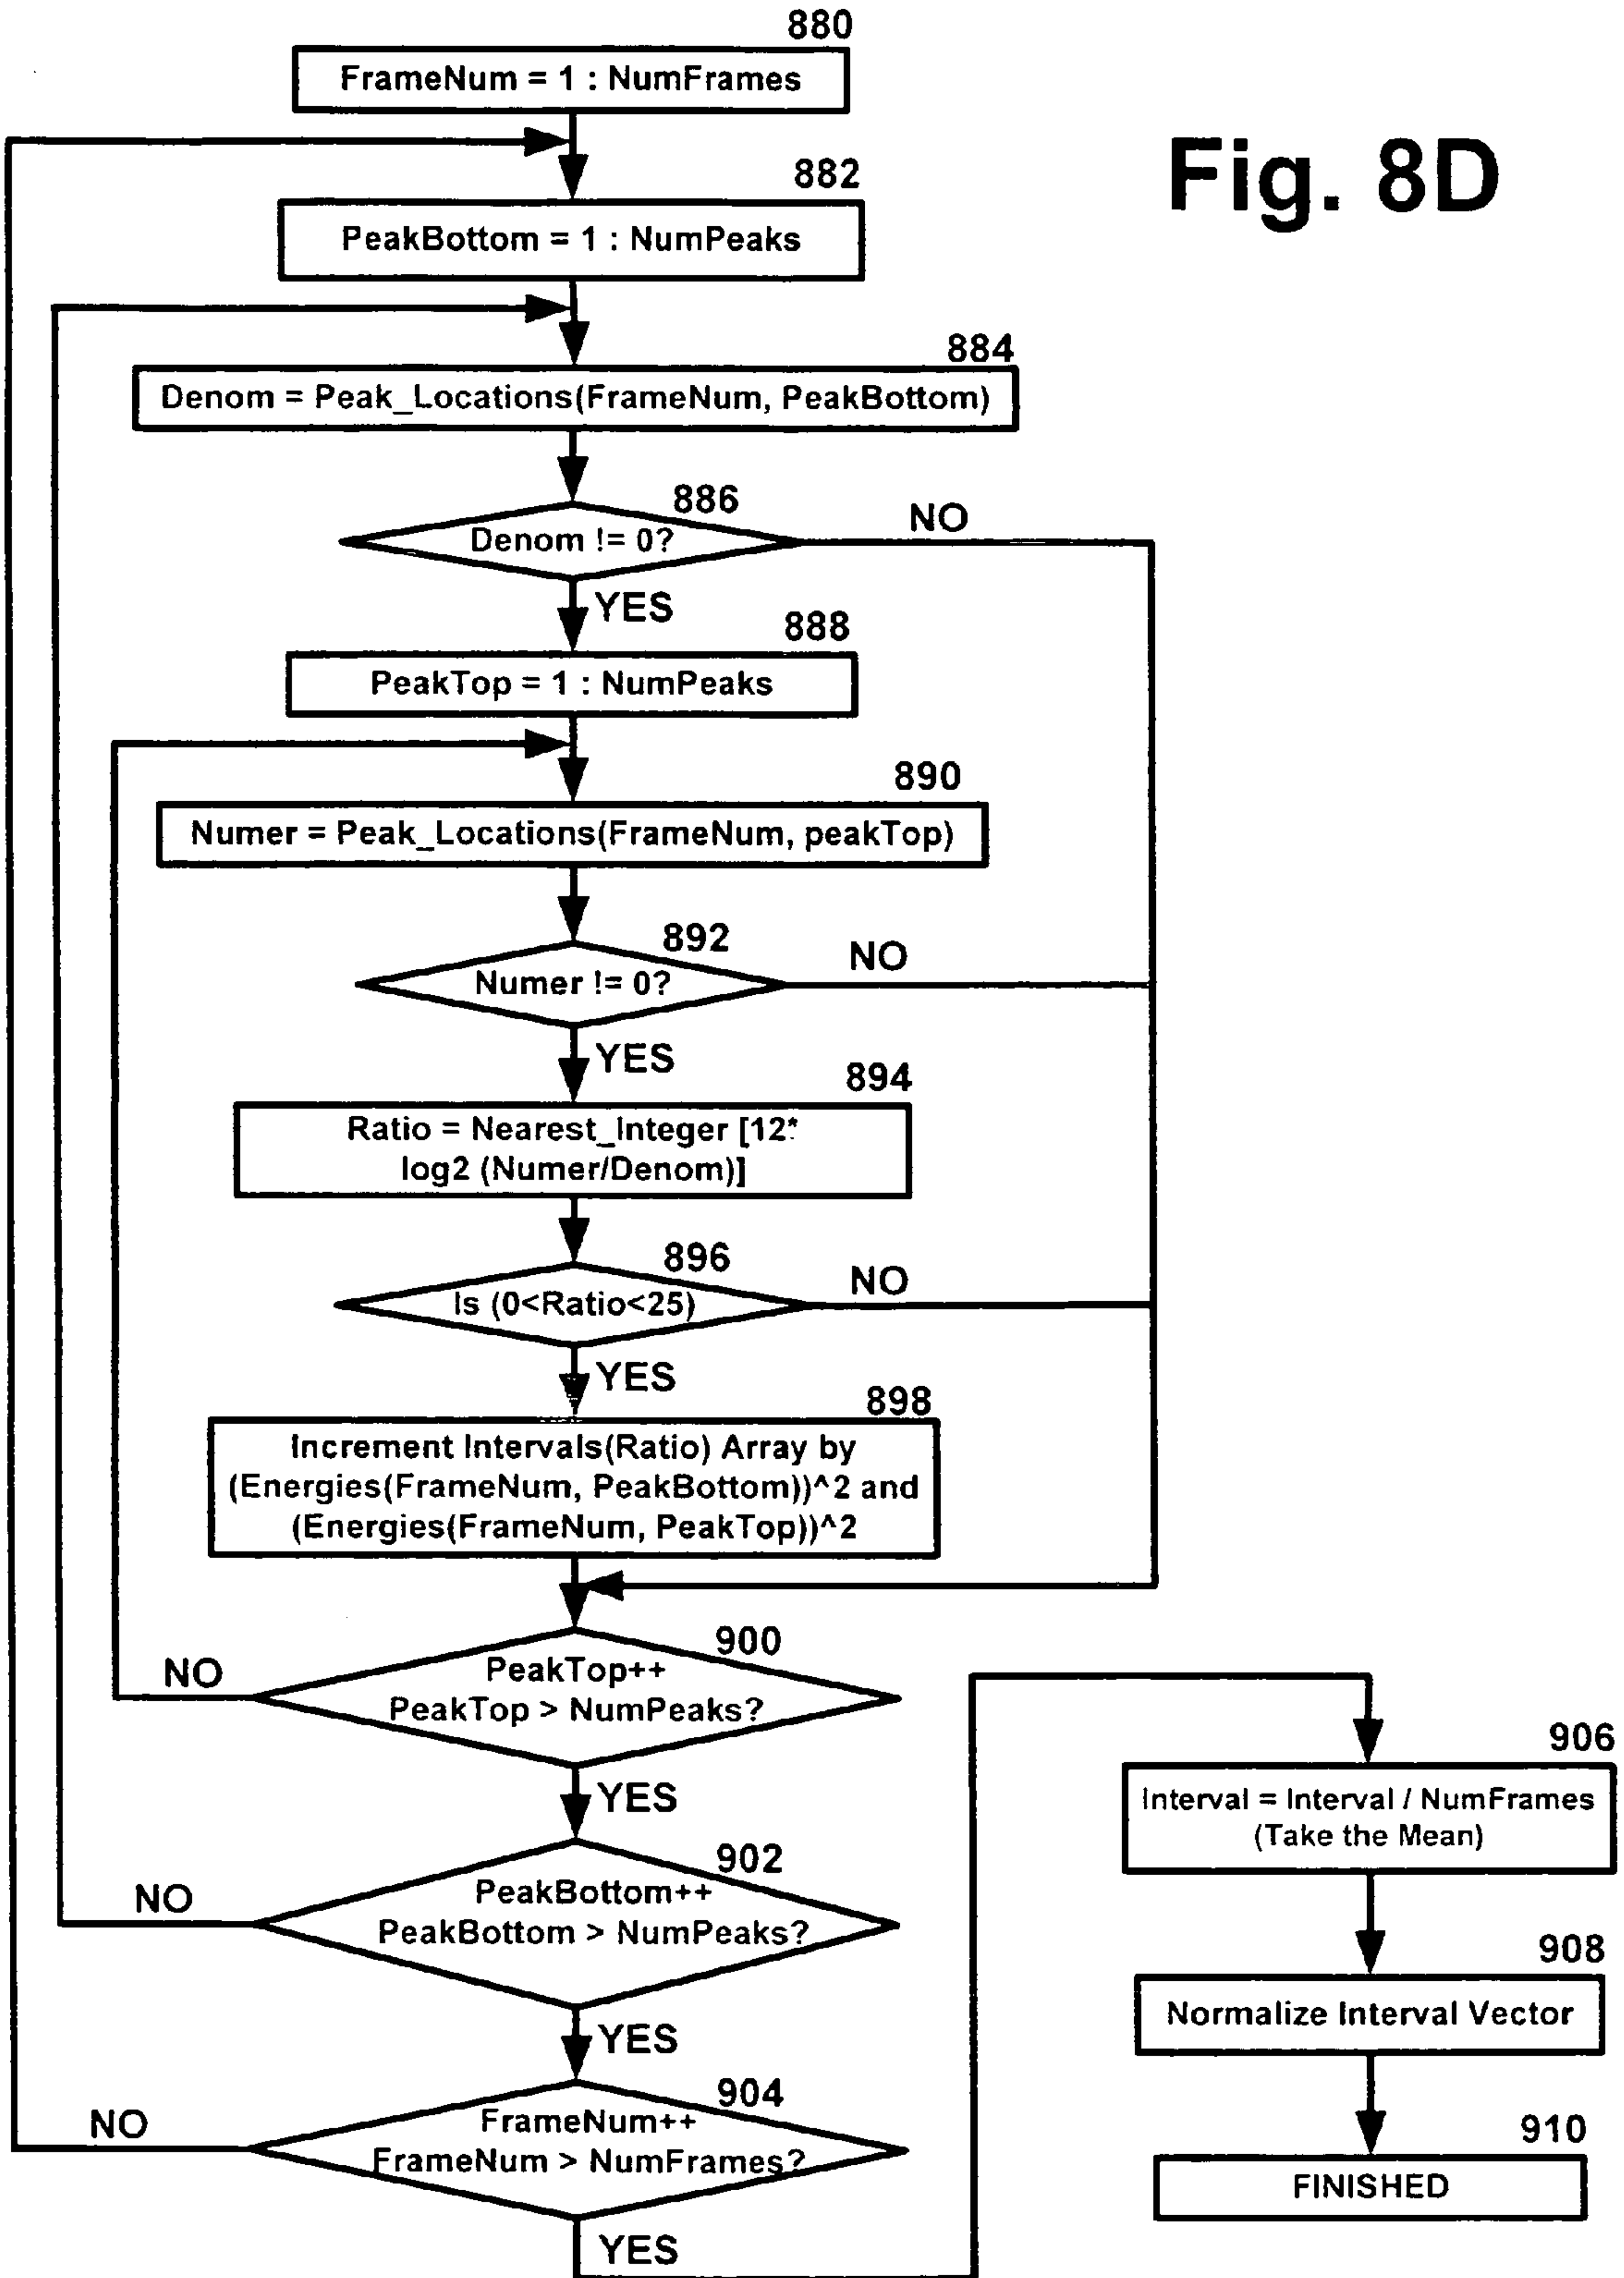 880
FrameNum = 1 : NumFrames
Fig. 8D
882
PeakBottom = 1 : NumPeaks
884
Denom = Peak_Locations(FrameNum, PeakBottom)
886
Denom != 0?
NO
YES
888
PeakTop = 1 : NumPeaks
890
Numer = Peak_Locations(FrameNum, peakTop)
892
Numer != 0?
NO
YES
894
Ratio = Nearest_Integer [12*
log2 (Numer/Denom)]
896
Is (0<Ratio<25)
NO
YES
898
Increment Intervals(Ratio) Array by
(Energies(FrameNum, PeakBottom))^2 and
(Energies(FrameNum, PeakTop))^2
900
PeakTop++
PeakTop > NumPeaks?
NO
YES
902
PeakBottom++
PeakBottom > NumPeaks?
NO
YES
904
FrameNum++
FrameNum > NumFrames?
NO
YES
906
Interval = Interval / NumFrames
(Take the Mean)
908
Normalize Interval Vector
910
FINISHED